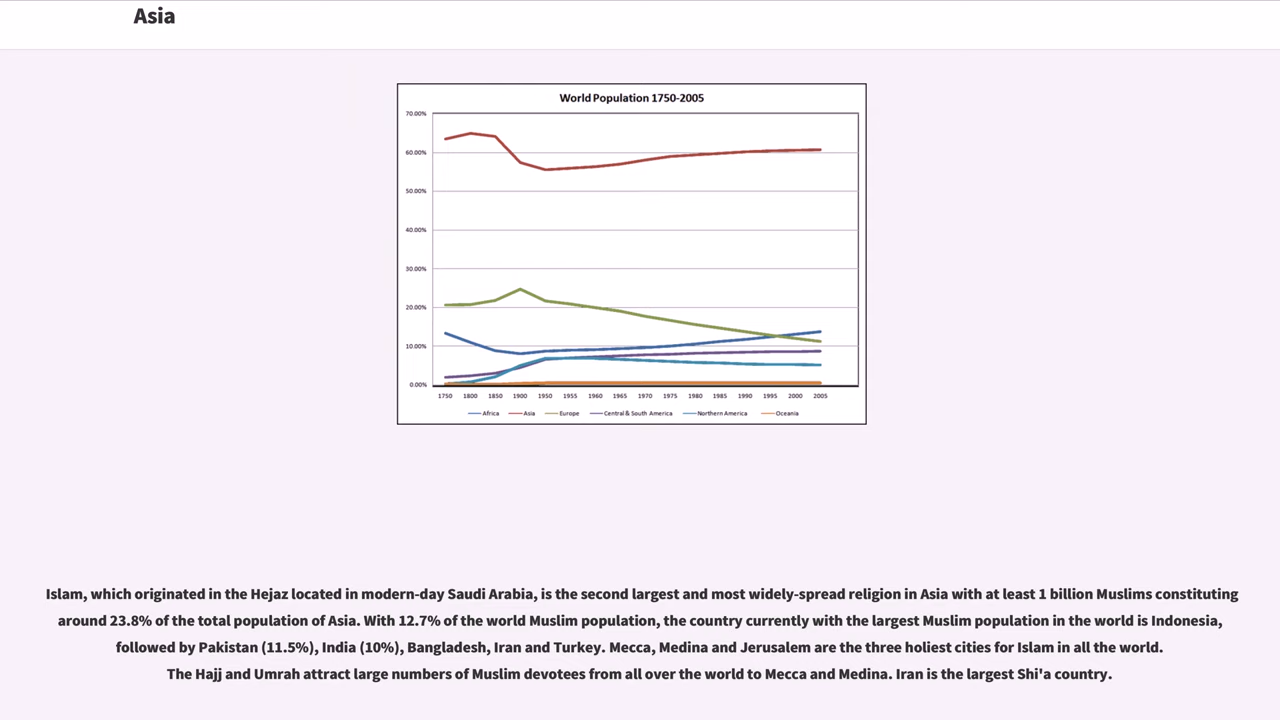 Asia
World Population 1750-2005
70.00%
60.00%
50.00%
40.00%
30.00%
20.00%
10.00%
0.00%
1750 1800 1850 1900 1950 1955 1960 1965 1970 1975 1980 1985 1990 1995 2000 2005
Africa Asia Europe Central & South America Northern America Oceania
Islam, which originated in the Hejaz located in modern-day Saudi Arabia, is the second largest and most widely-spread religion in Asia with at least 1 billion Muslims constituting
around 23.8% of the total population of Asia. With 12.7% of the world Muslim population, the country currently with the largest Muslim population in the world is Indonesia,
followed by Pakistan (11.5%), India (10%), Bangladesh, Iran and Turkey. Mecca, Medina and Jerusalem are the three holiest cities for Islam in all the world.
The Hajj and Umrah attract large numbers of Muslim devotees from all over the world to Mecca and Medina. Iran is the largest Shi'a country.